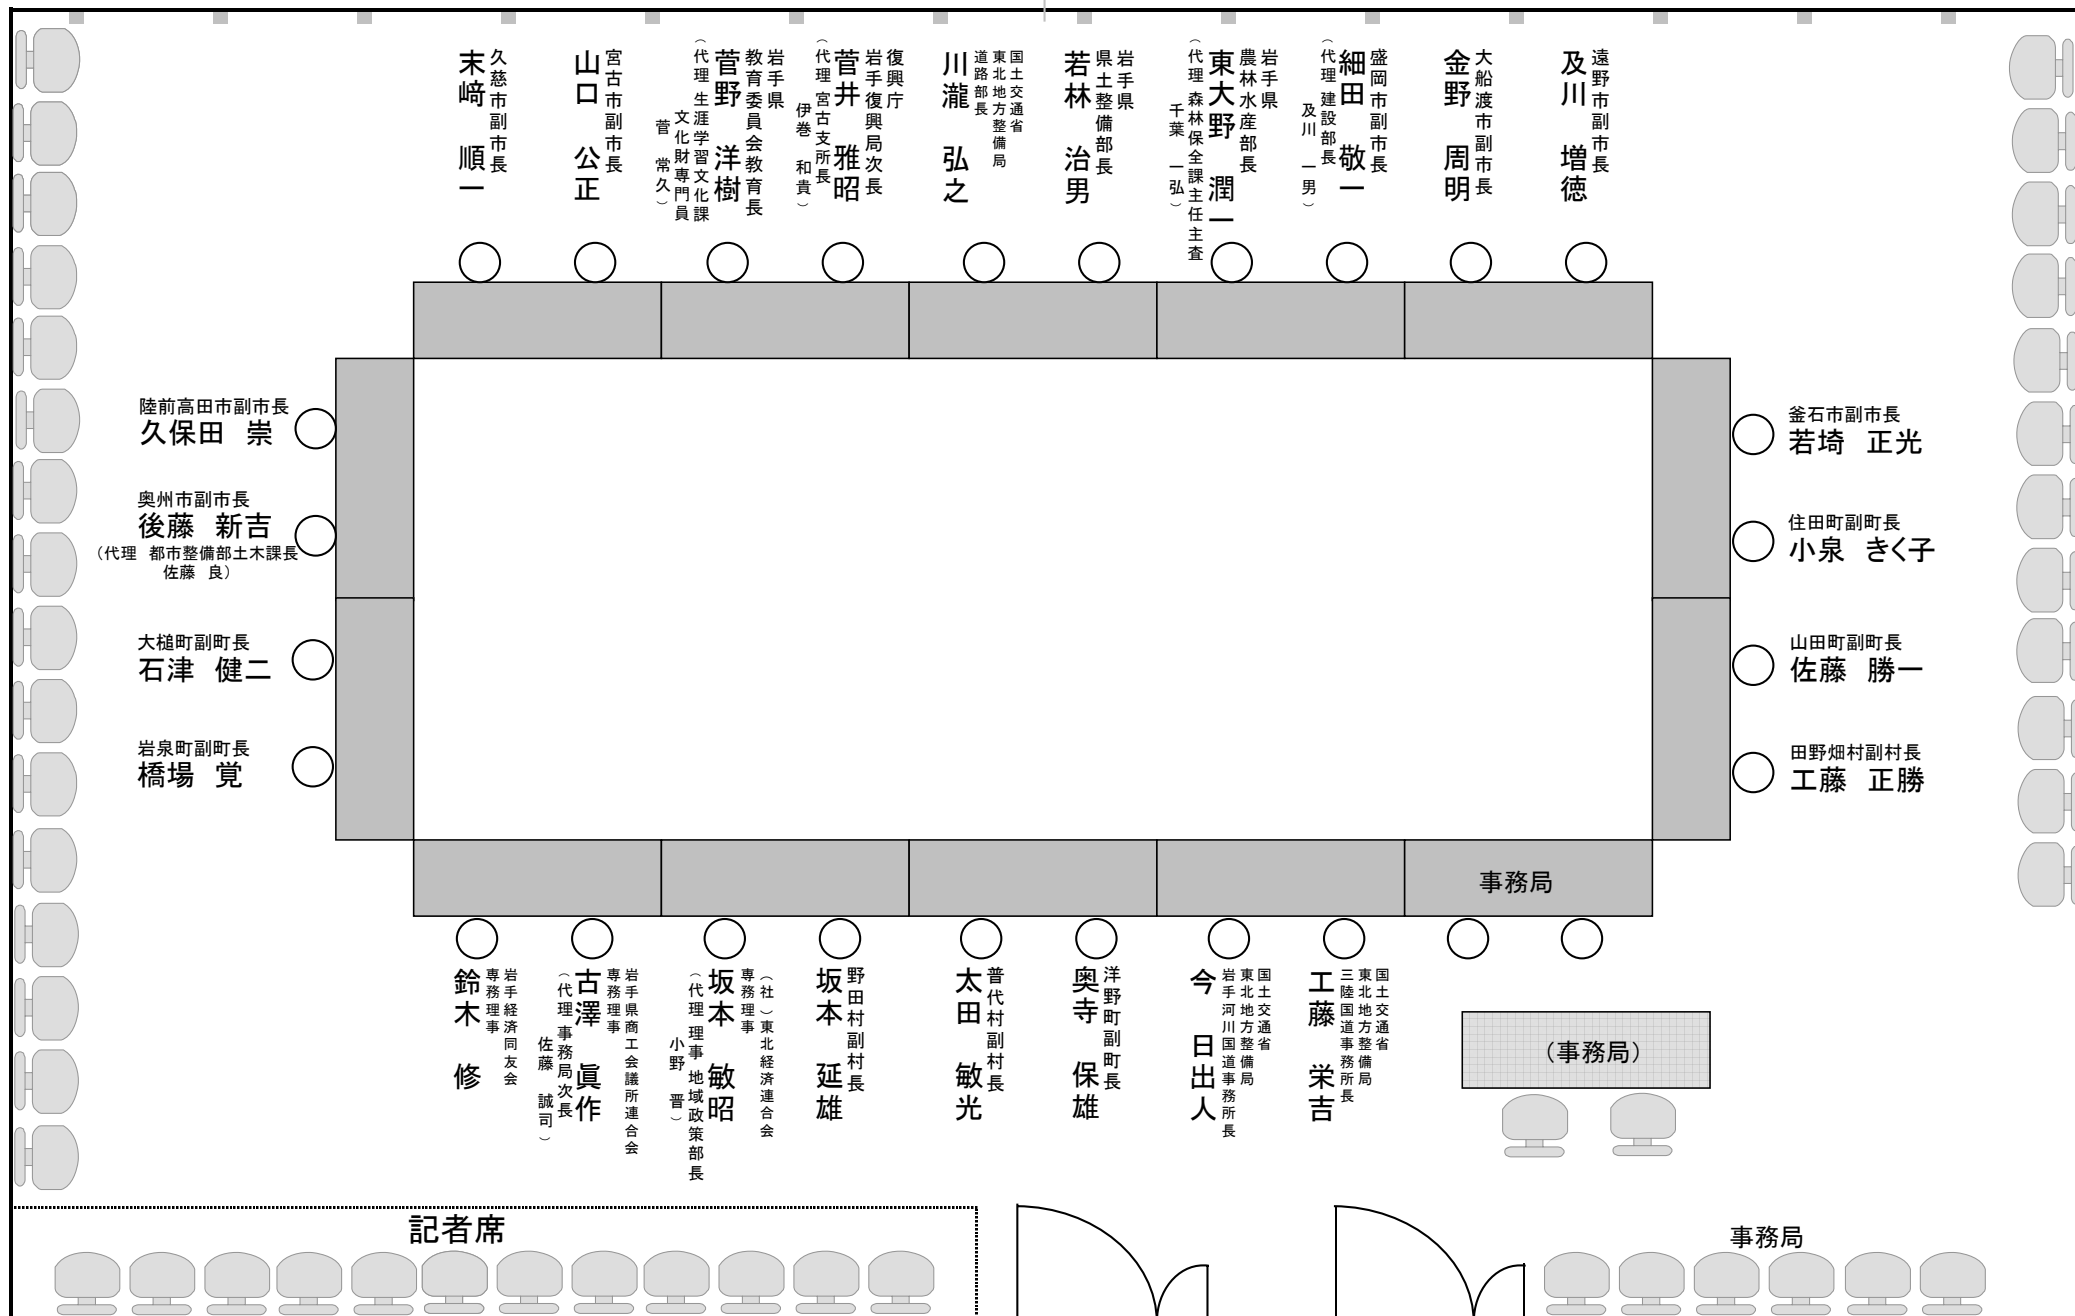 久慈市副市長
末﨑　順一
宮古市副市長
山口　公正
岩手県
教育委員会教育長
菅野　洋樹
（代理 生涯学習文化課
文化財専門員
菅　常久）
復興庁
岩手復興局次長
菅井　雅昭
（代理 宮古支所長
伊巻　和貴）
国土交通省
東北地方整備局
道路部長
川瀧　弘之
岩手県
県土整備部長
若林　治男
岩手県
農林水産部長
東大野　潤一
（代理 森林保全課主任主査
千葉　一弘）
盛岡市副市長
細田　敬一
（代理 建設部長
及川　一男）
大船渡市副市長
金野　周明
遠野市副市長
及川　増徳
陸前高田市副市長
久保田　崇
奥州市副市長
後藤　新吉
（代理　都市整備部土木課長
佐藤　良）
大槌町副町長
石津　健二
岩泉町副町長
橋場　覚
釜石市副市長
若埼　正光
住田町副町長
小泉　きく子
山田町副町長
佐藤　勝一
田野畑村副村長
工藤　正勝
事務局
岩手経済同友会
専務理事
鈴木　修
岩手県商工会議所連合会
専務理事
古澤　眞作
（代理 事務局次長
佐藤　誠司）
（社）東北経済連合会
専務理事
坂本　敏昭
（代理 理事 地域政策部長
小野　晋）
野田村副村長
坂本　延雄
普代村副村長
太田　敏光
洋野町副町長
奥寺　保雄
国土交通省
東北地方整備局
岩手河川国道事務所長
今　日出人
国土交通省
東北地方整備局
三陸国道事務所長
工藤　栄吉
（事務局）
記者席
事務局